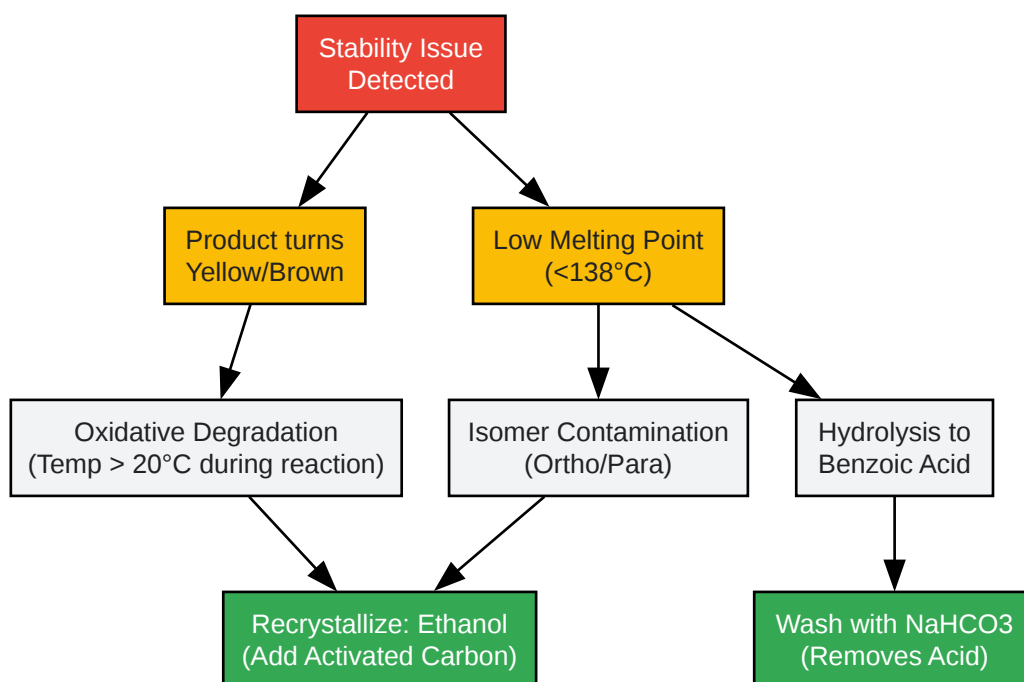 Stability Issue
Detected
Product turns
Yellow/Brown
Low Melting Point
(<138°C)
Oxidative Degradation
(Temp > 20°C during reaction)
Isomer Contamination
(Ortho/Para)
Hydrolysis to
Benzoic Acid
Recrystallize: Ethanol
(Add Activated Carbon)
Wash with NaHCO3
(Removes Acid)